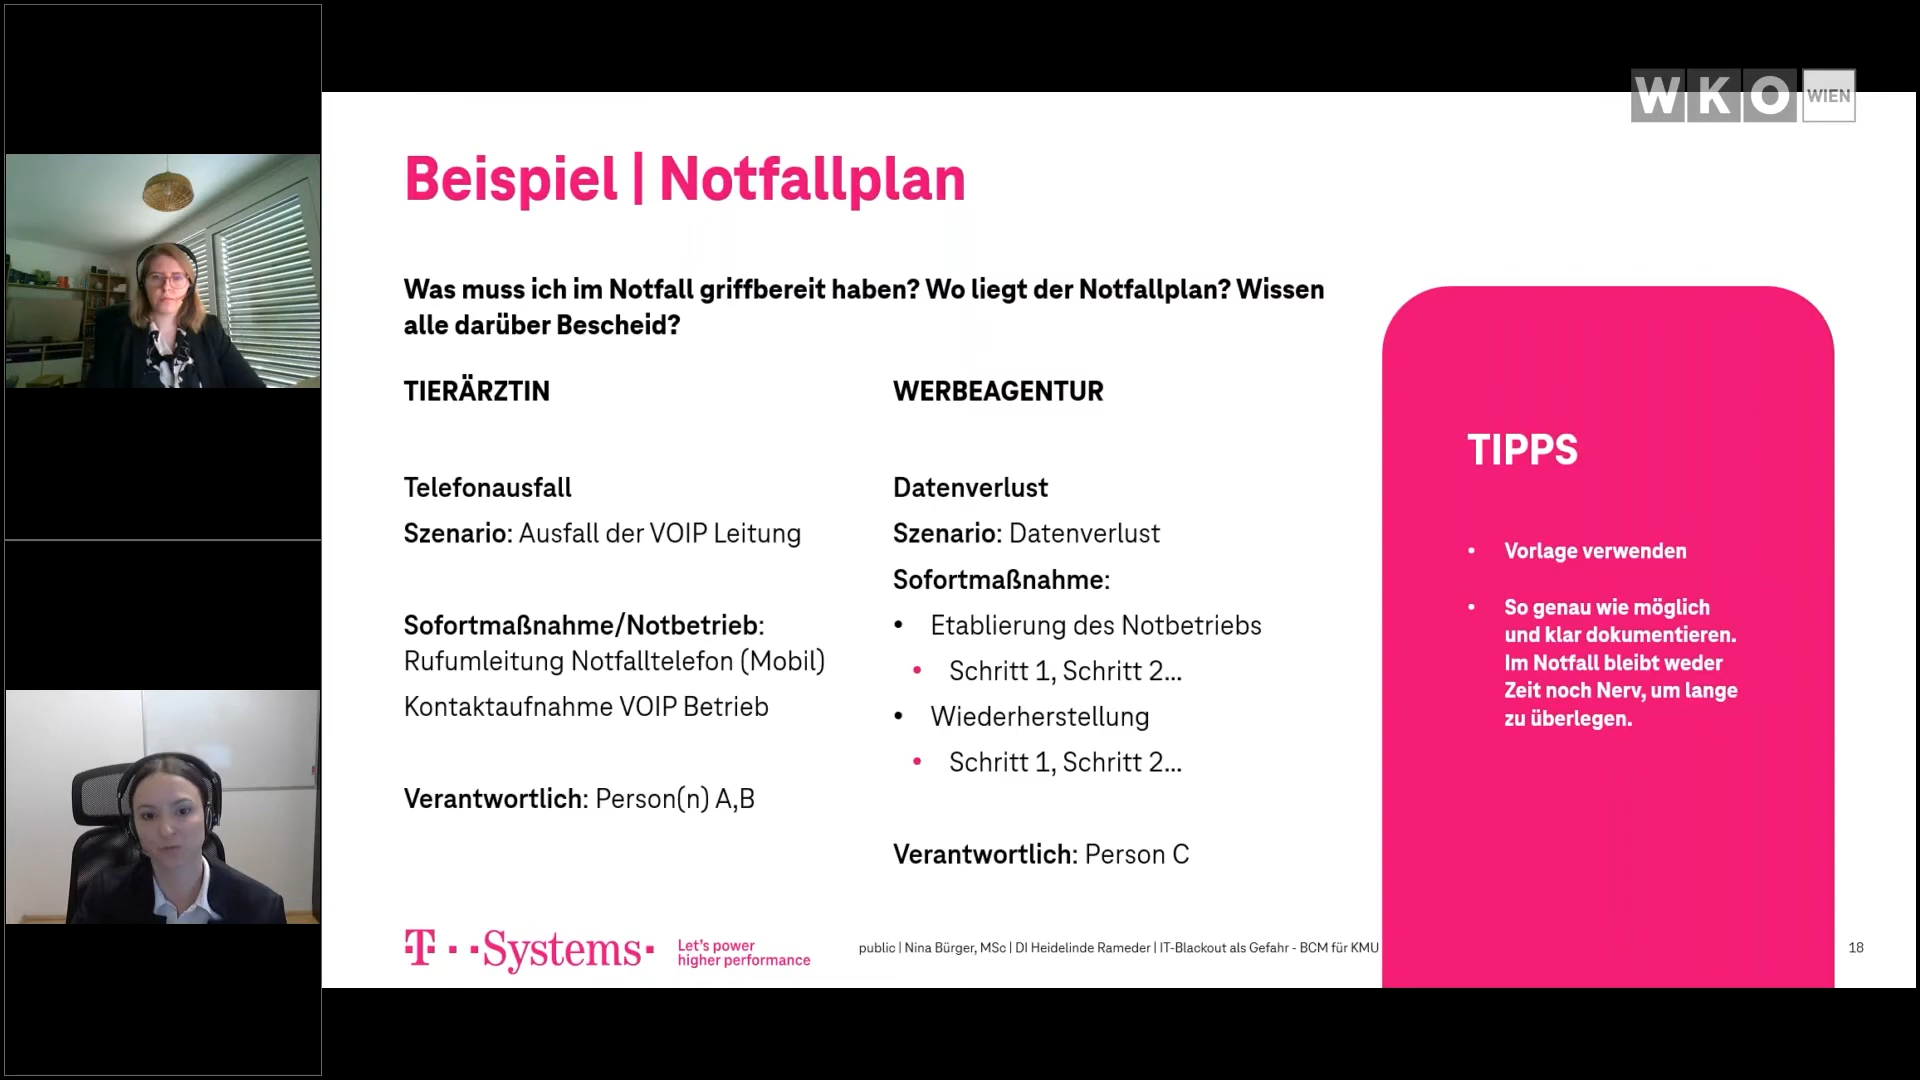 WKO WIEN
Beispiel | Notfallplan
Was muss ich im Notfall griffbereit haben? Wo liegt der Notfallplan? Wissen
alle darüber Bescheid?
TIERÄRZTIN
Telefonausfall
Szenario: Ausfall der VOIP Leitung
Sofortmaßnahme/Notbetrieb:
Rufumleitung Notfalltelefon (Mobil)
Kontaktaufnahme VOIP Betrieb
Verantwortlich: Person(n) A,B
WERBEAGENTUR
Datenverlust
Szenario: Datenverlust
Sofortmaßnahme:
• Etablierung des Notbetriebs
• Schritt 1, Schritt 2...
• Wiederherstellung
• Schritt 1, Schritt 2...
Verantwortlich: Person C
TIPPS
• Vorlage verwenden
• So genau wie möglich
und klar dokumentieren.
Im Notfall bleibt weder
Zeit noch Nerv, um lange
zu überlegen.
T··Systems·
Let's power
higher performance
public | Nina Bürger, MSc | DI Heidelinde Rameder | IT-Blackout als Gefahr - BCM für KMU
18